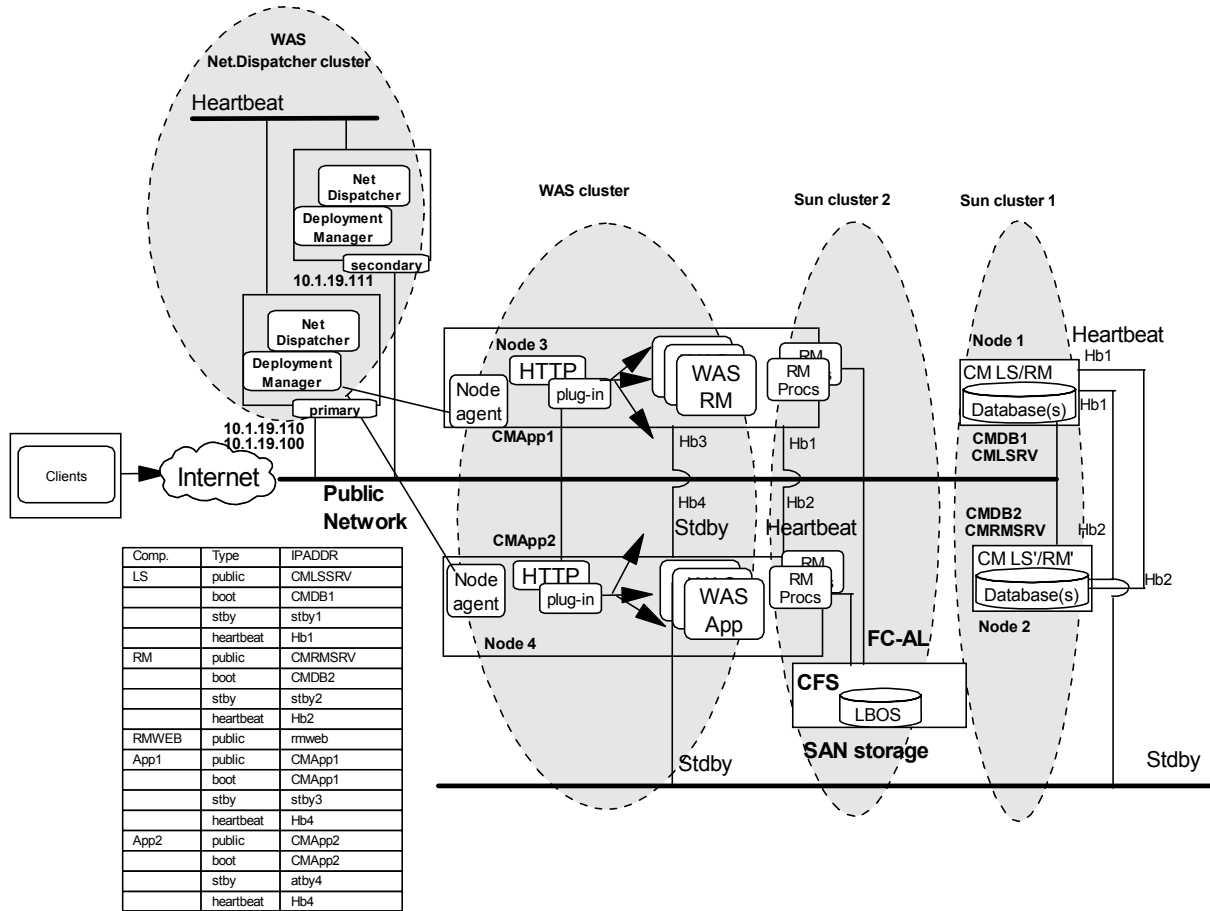 WAS
Net.Dispatcher cluster
Heartbeat
Net
Dispatcher
Deployment
Manager
secondary
10.1.19.111
Net
Dispatcher
Deployment
Manager
primary
10.1.19.110
10.1.19.100
Clients
Internet
Public
Network
WAS cluster
Sun cluster 2
Sun cluster 1
Node 3
HTTP
plug-in
Node
agent
WAS
RM
RM
RM
Procs
CMApp1
Hb3
Hb1
Hb4
Hb2
Stdby
Heartbeat
CMApp2
Node
agent
HTTP
plug-in
WAS
App
RM
RM
Procs
Node 4
FC-AL
CFS
LBOS
SAN storage
Stdby
Stdby
Node 1
Heartbeat
Hb1
CM LS/RM
Database(s)
Hb1
CMDB1
CMLSRV
CMDB2
CMRMSRV
Hb2
CM LS'/RM'
Database(s)
Hb2
Node 2
Comp. Type IPADDR
LS public CMLSSRV
boot CMDB1
stby stby1
heartbeat Hb1
RM public CMRMSRV
boot CMDB2
stby stby2
heartbeat Hb2
RMWEB public rmweb
App1 public CMApp1
boot CMApp1
stby stby3
heartbeat Hb4
App2 public CMApp2
boot CMApp2
stby atby4
heartbeat Hb4